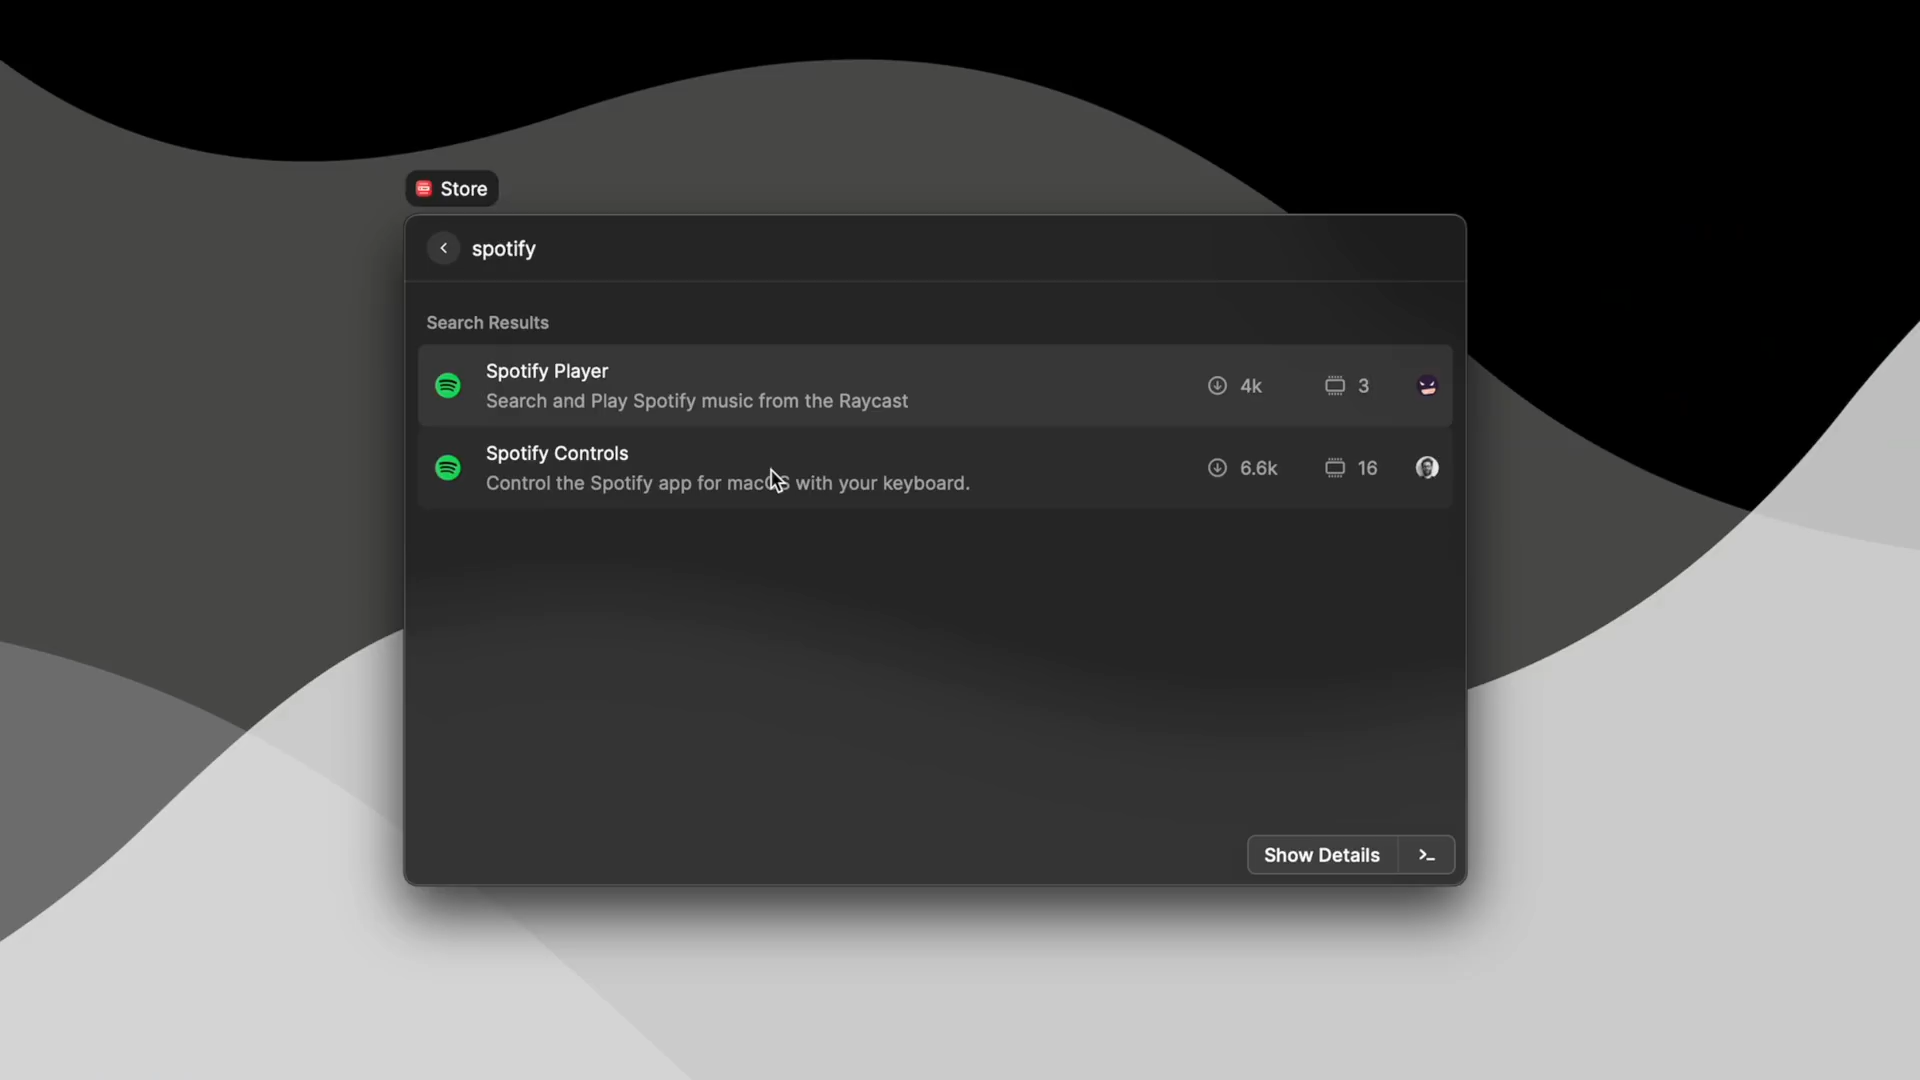 Store
spotify
Search Results
Spotify Player
Search and Play Spotify music from the Raycast
4k
3
Spotify Controls
Control the Spotify app for macOS with your keyboard.
6.6k
16
Show Details
>_